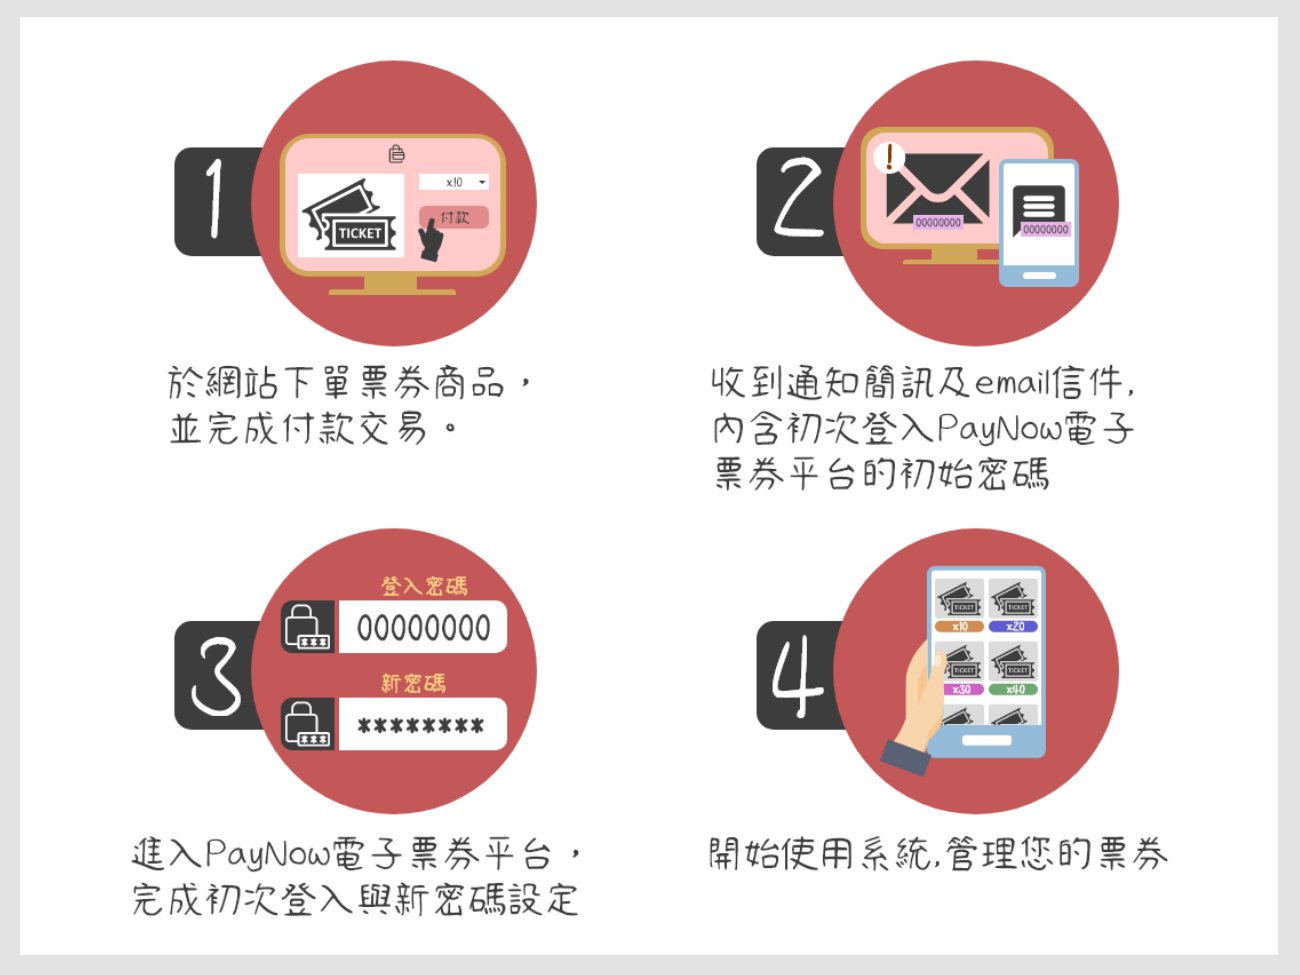 1
x10
付款
TICKET
於網站下單票券商品，
並完成付款交易。
2
!
00000000
00000000
收到通知簡訊及email信件,
內含初次登入PayNow電子
票券平台的初始密碼
3
登入密碼
***
00000000
新密碼
***
********
進入PayNow電子票券平台，
完成初次登入與新密碼設定
4
TICKET
TICKET
x10
x20
TICKET
TICKET
x30
x40
開始使用系統,管理您的票券